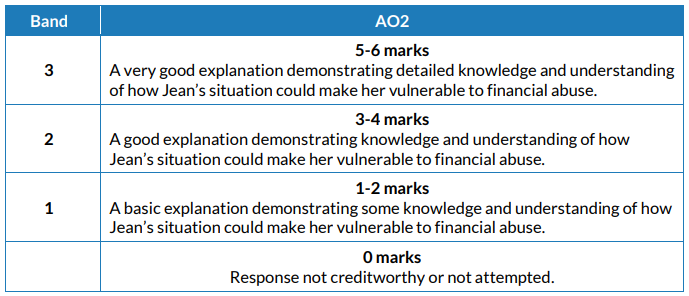 Band AO2
5-6 marks
3 A very good explanation demonstrating detailed knowledge and understanding
of how Jean’s situation could make her vulnerable to financial abuse.
3-4 marks
2 A good explanation demonstrating knowledge and understanding of how
Jean’s situation could make her vulnerable to financial abuse.
1-2 marks
1 A basic explanation demonstrating some knowledge and understanding of how
Jean’s situation could make her vulnerable to financial abuse.
0 marks
Response not creditworthy or not attempted.